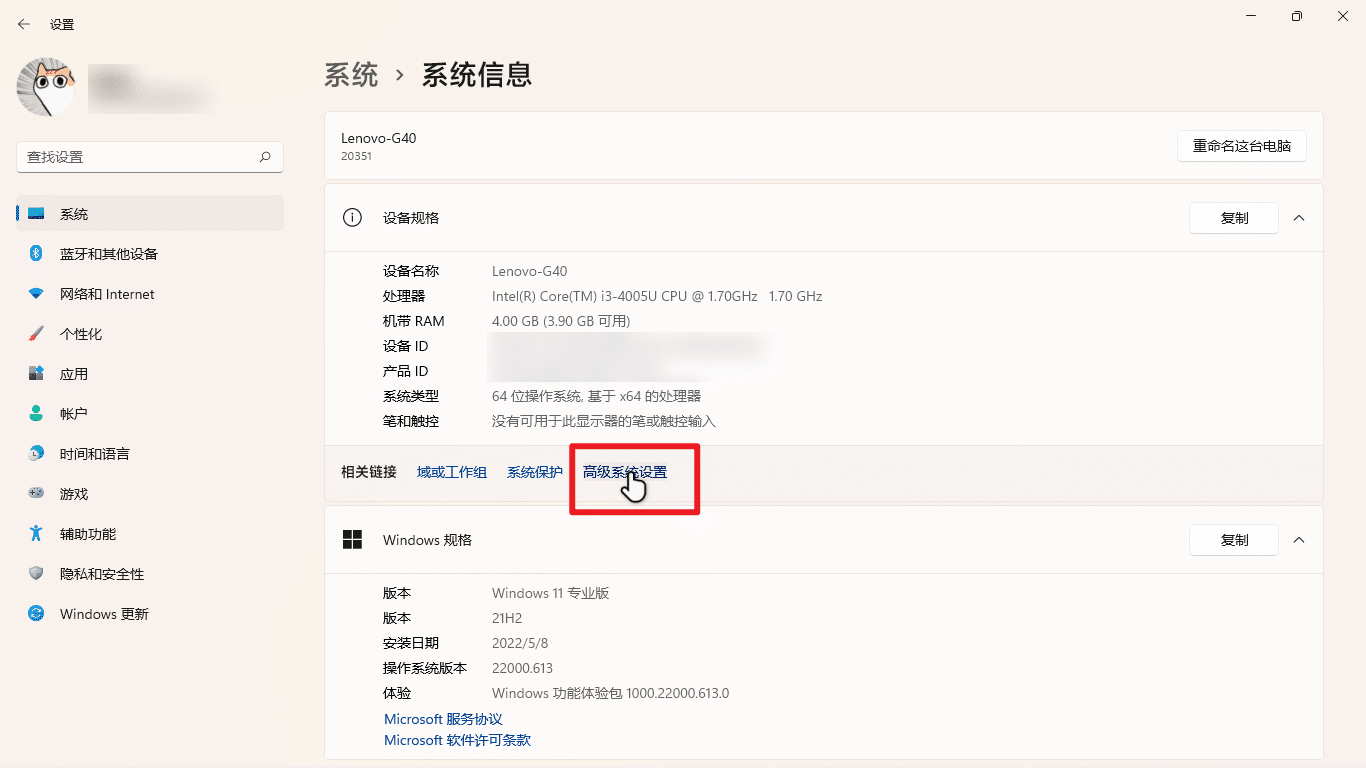 设置
系统 › 系统信息
Lenovo-G40
20351
重命名这台电脑
查找设置
系统
蓝牙和其他设备
网络和 Internet
个性化
应用
帐户
时间和语言
游戏
辅助功能
隐私和安全性
Windows 更新
设备规格
复制
设备名称 Lenovo-G40
处理器 Intel(R) Core(TM) i3-4005U CPU @ 1.70GHz 1.70 GHz
机带 RAM 4.00 GB (3.90 GB 可用)
设备 ID
产品 ID
系统类型 64 位操作系统, 基于 x64 的处理器
笔和触控 没有可用于此显示器的笔或触控输入
相关链接 域或工作组 系统保护 高级系统设置
Windows 规格
复制
版本 Windows 11 专业版
版本 21H2
安装日期 2022/5/8
操作系统版本 22000.613
体验 Windows 功能体验包 1000.22000.613.0
Microsoft 服务协议
Microsoft 软件许可条款